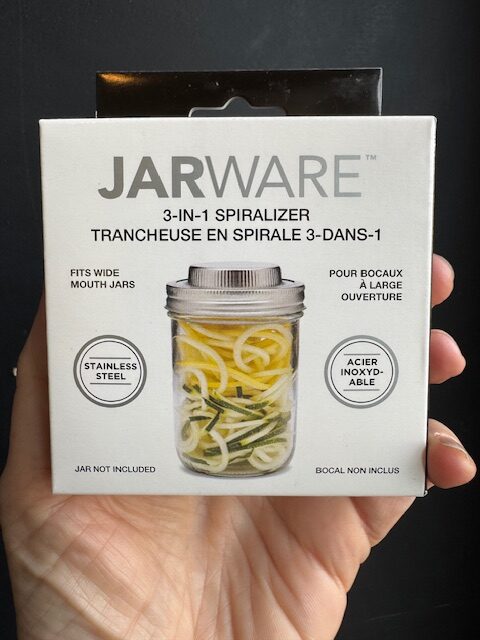 JARWARE™
3-IN-1 SPIRALIZER
TRANCHEUSE EN SPIRALE 3-DANS-1
FITS WIDE
MOUTH JARS
POUR BOCAUX
À LARGE
OUVERTURE
STAINLESS
STEEL
ACIER
INOXYD-
ABLE
JAR NOT INCLUDED
BOCAL NON INCLUS